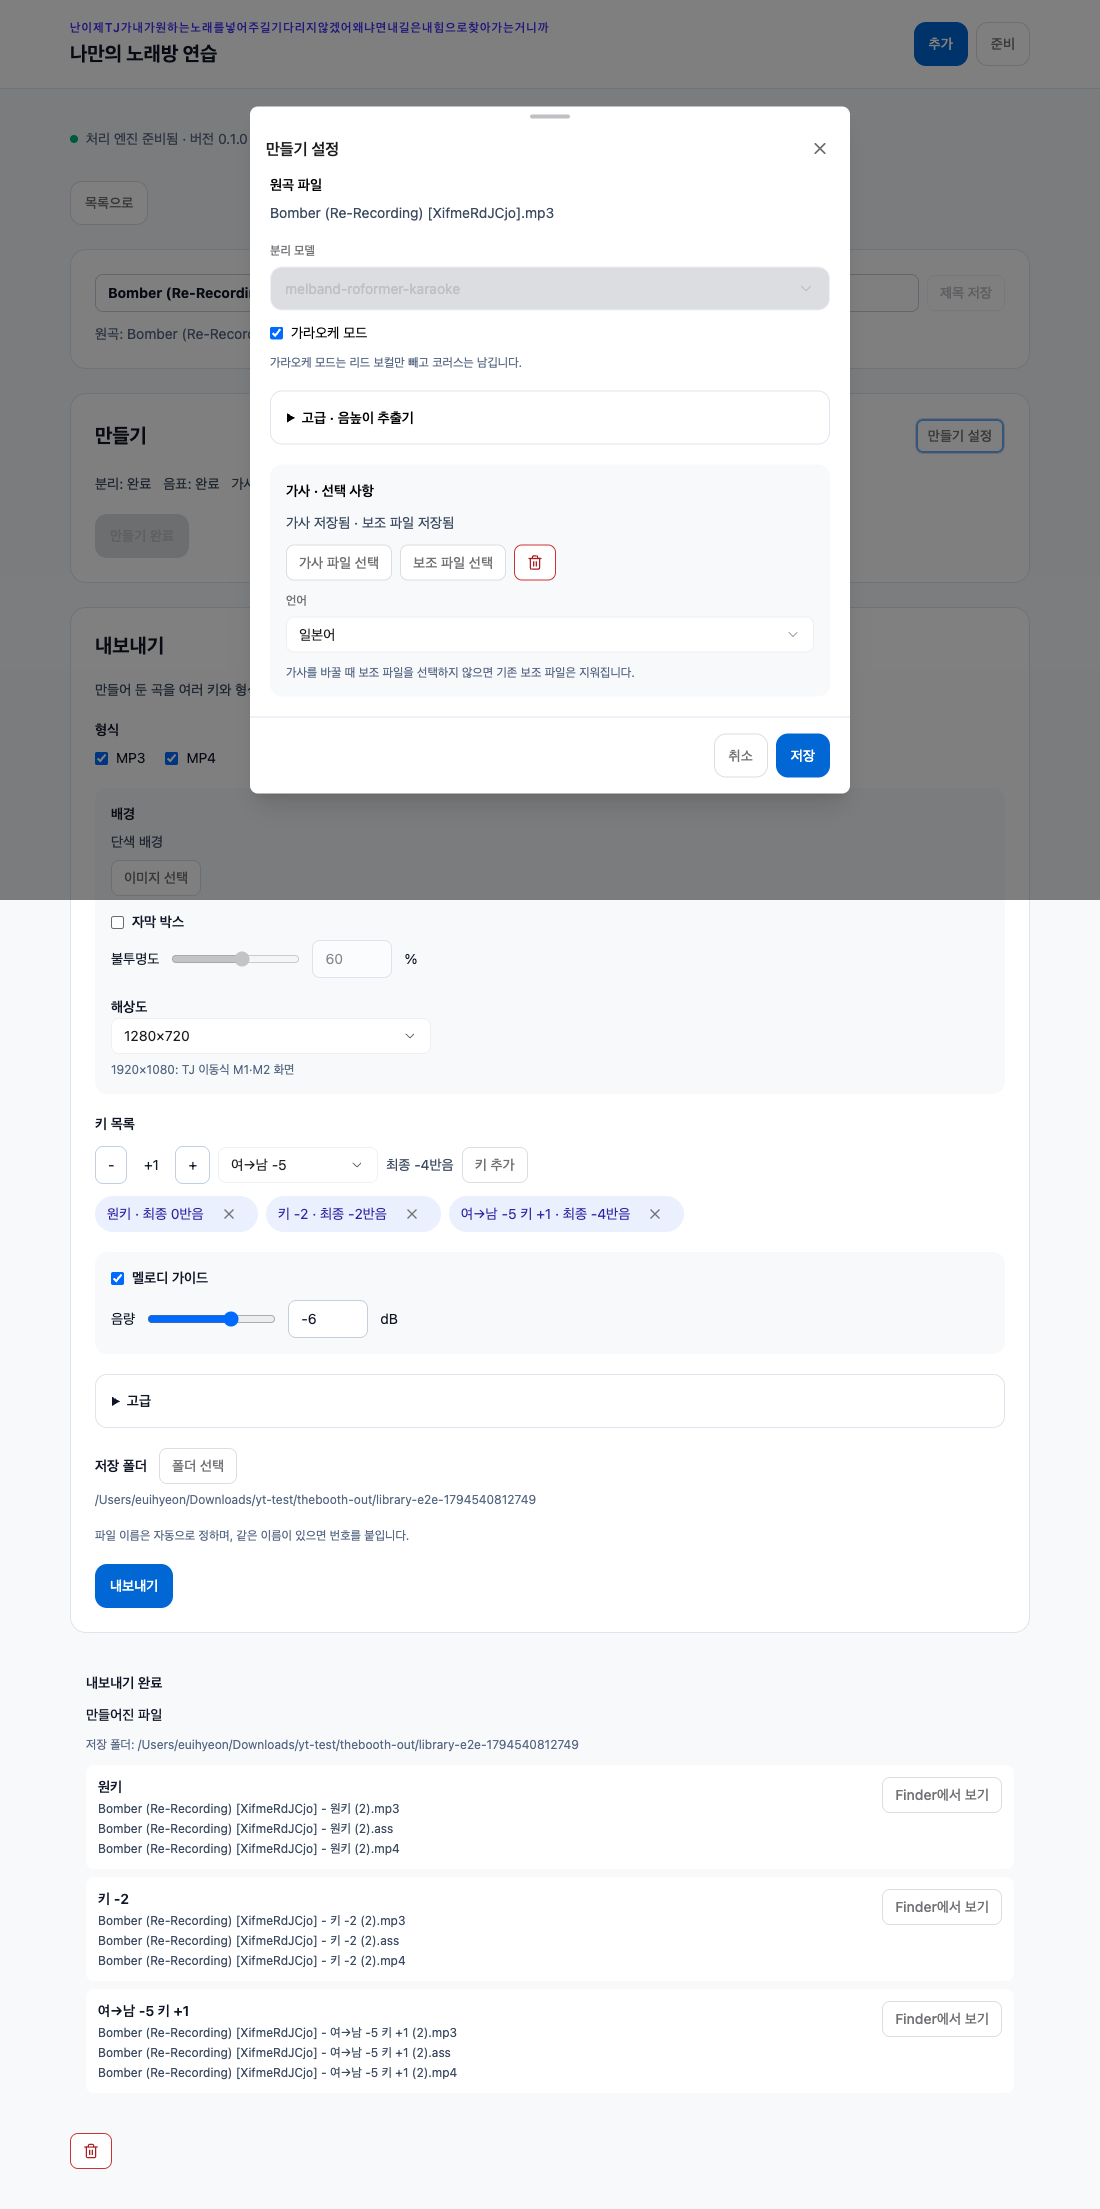 난이제TJ가내가원하는노래를넣어주길기다리지않겠어왜냐면내길은내힘으로찾아가는거니까
나만의 노래방 연습
추가
준비
처리 엔진 준비됨 · 버전 0.1.0
목록으로
만들기 설정
원곡 파일
Bomber (Re-Recording) [XifmeRdJCjo].mp3
분리 모델
melband-roformer-karaoke
가라오케 모드
가라오케 모드는 리드 보컬만 빼고 코러스는 남깁니다.
▶ 고급 · 음높이 추출기
가사 · 선택 사항
가사 저장됨 · 보조 파일 저장됨
가사 파일 선택
보조 파일 선택
언어
일본어
가사를 바꿀 때 보조 파일을 선택하지 않으면 기존 보조 파일은 지워집니다.
취소
저장
Bomber (Re-Recordi
제목 저장
원곡: Bomber (Re-Reco
만들기
만들기 설정
분리: 완료 음표: 완료
만들기 완료
내보내기
만들어 둔 곡을 여러 키와 형
형식
MP3
MP4
배경
단색 배경
이미지 선택
자막 박스
불투명도
60
%
해상도
1280×720
1920×1080: TJ 이동식 M1·M2 화면
키 목록
-
+1
+
여→남 -5
최종 -4반음
키 추가
원키 · 최종 0반음
키 -2 · 최종 -2반음
여→남 -5 키 +1 · 최종 -4반음
멜로디 가이드
음량
-6
dB
▶ 고급
저장 폴더
폴더 선택
/Users/euihyeon/Downloads/yt-test/thebooth-out/library-e2e-1794540812749
파일 이름은 자동으로 정하며, 같은 이름이 있으면 번호를 붙입니다.
내보내기
내보내기 완료
만들어진 파일
저장 폴더: /Users/euihyeon/Downloads/yt-test/thebooth-out/library-e2e-1794540812749
원키
Finder에서 보기
Bomber (Re-Recording) [XifmeRdJCjo] - 원키 (2).mp3
Bomber (Re-Recording) [XifmeRdJCjo] - 원키 (2).ass
Bomber (Re-Recording) [XifmeRdJCjo] - 원키 (2).mp4
키 -2
Finder에서 보기
Bomber (Re-Recording) [XifmeRdJCjo] - 키 -2 (2).mp3
Bomber (Re-Recording) [XifmeRdJCjo] - 키 -2 (2).ass
Bomber (Re-Recording) [XifmeRdJCjo] - 키 -2 (2).mp4
여→남 -5 키 +1
Finder에서 보기
Bomber (Re-Recording) [XifmeRdJCjo] - 여→남 -5 키 +1 (2).mp3
Bomber (Re-Recording) [XifmeRdJCjo] - 여→남 -5 키 +1 (2).ass
Bomber (Re-Recording) [XifmeRdJCjo] - 여→남 -5 키 +1 (2).mp4